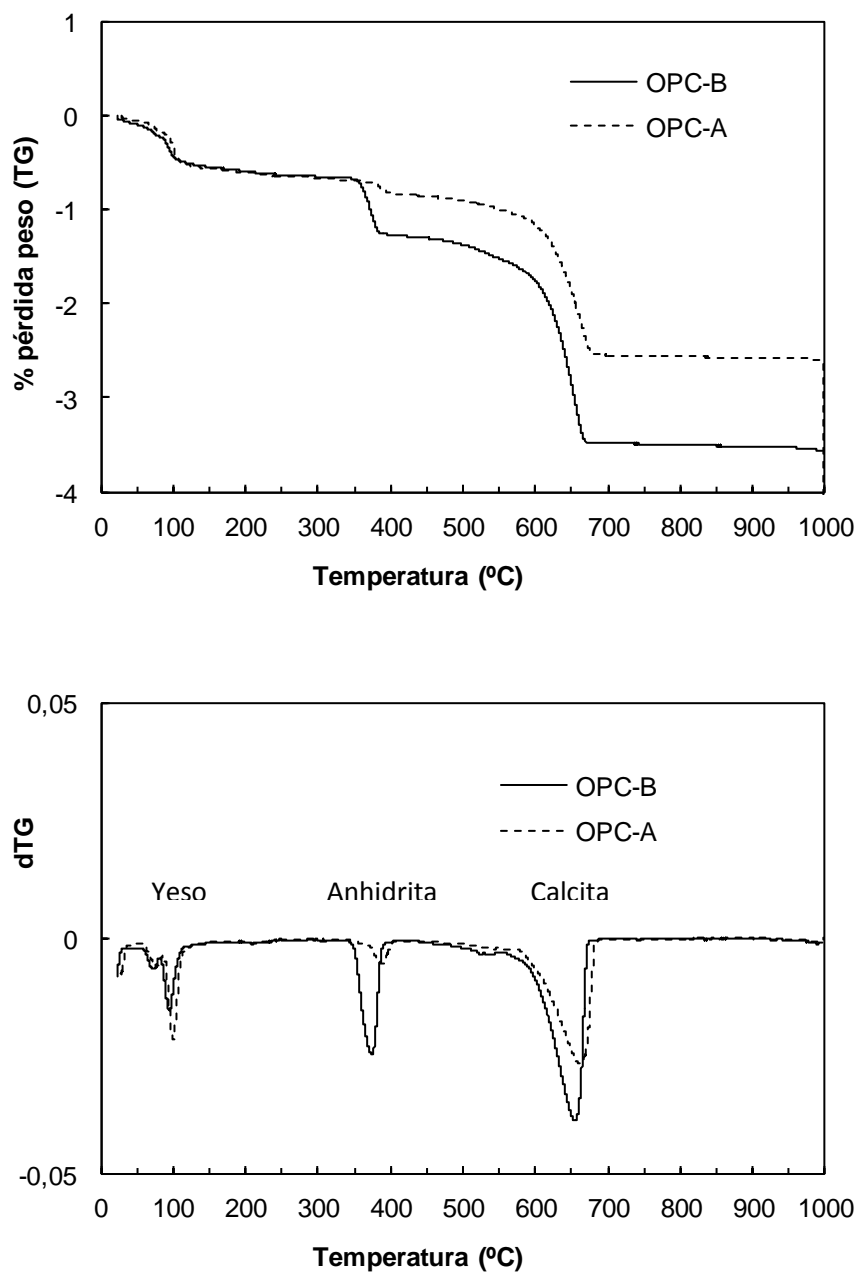 1
0
-1
-2
-3
-4
% pérdida peso (TG)
OPC-B
OPC-A
0 100 200 300 400 500 600 700 800 900 1000
Temperatura (ºC)
0,05
0
-0,05
dTG
OPC-B
OPC-A
Yeso Anhidrita Calcita
0 100 200 300 400 500 600 700 800 900 1000
Temperatura (ºC)